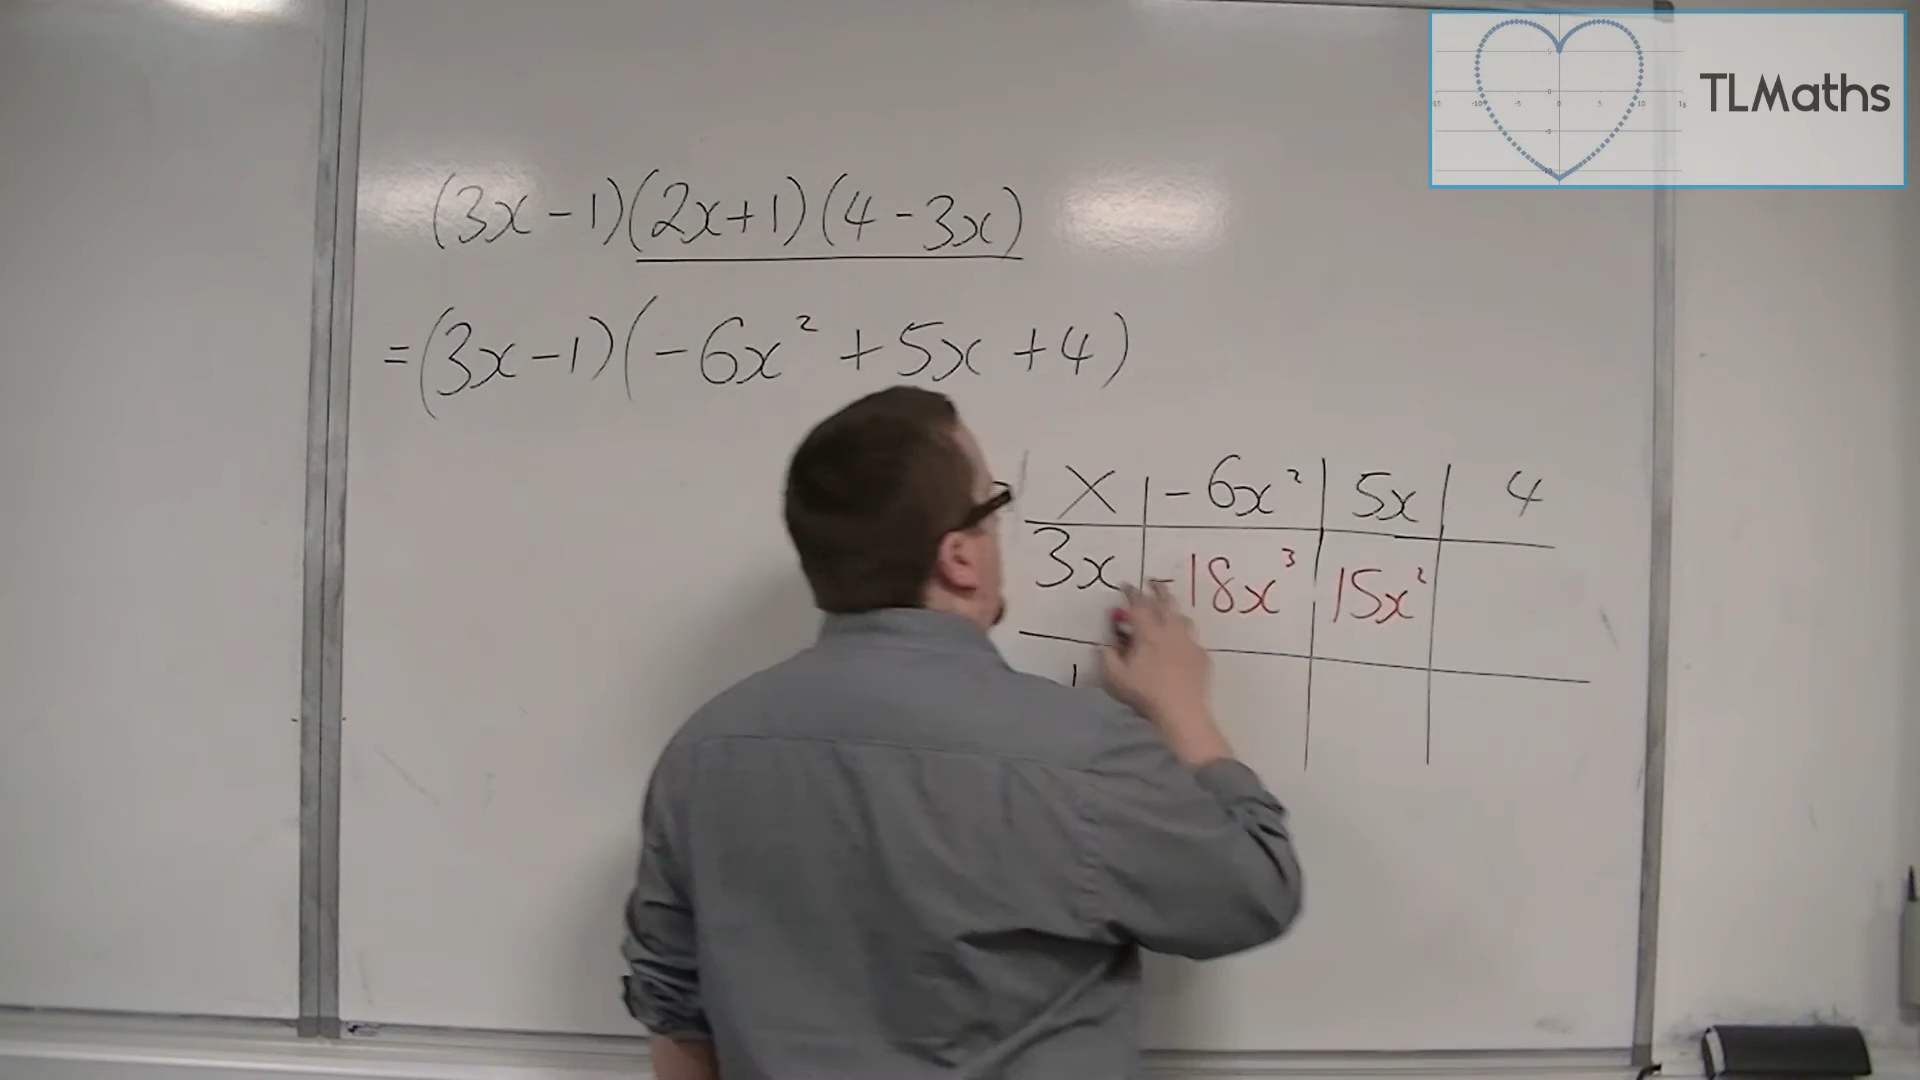 TLMaths
(3x-1)(2x+1)(4-3x)
=(3x-1)(-6x²+5x+4)
× -6x² 5x 4
3x -18x³ 15x²